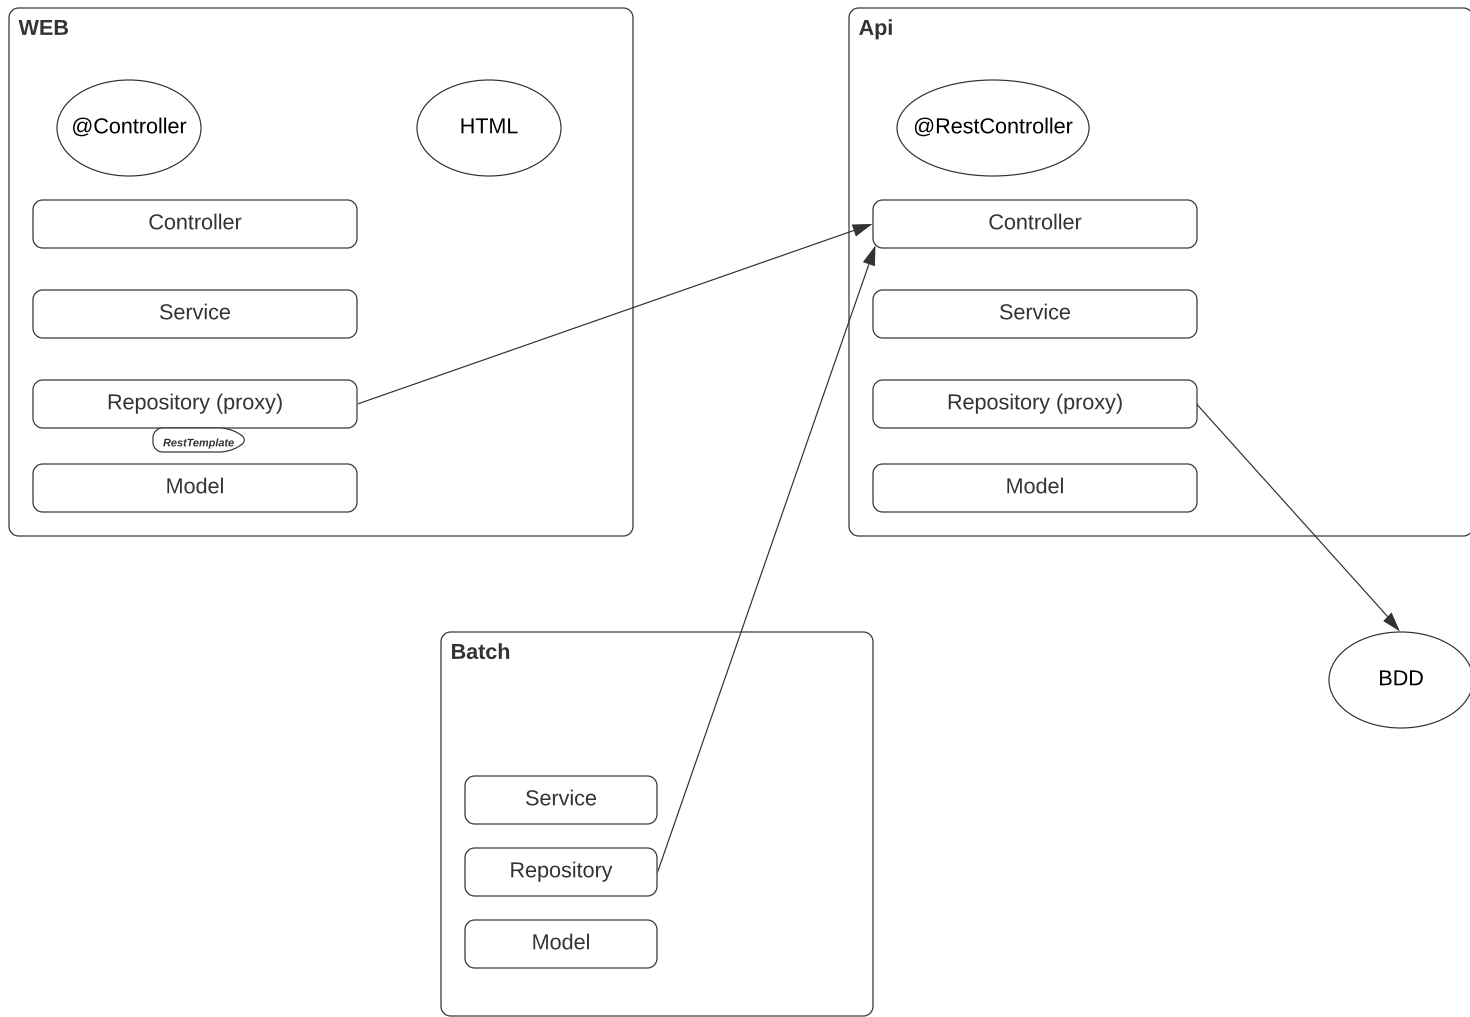 WEB
@Controller
HTML
Controller
Service
Repository (proxy)
RestTemplate
Model
Api
@RestController
Controller
Service
Repository (proxy)
Model
BDD
Batch
Service
Repository
Model